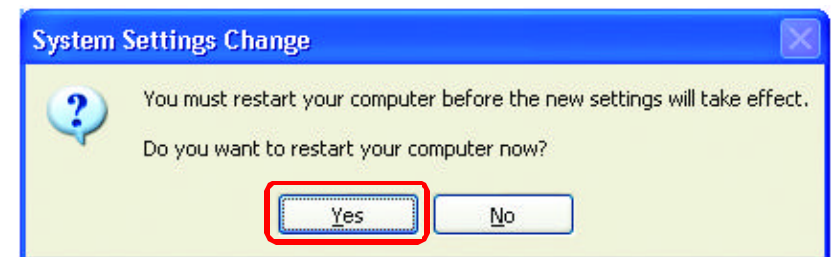 System Settings Change
You must restart your computer before the new settings will take effect.
Do you want to restart your computer now?
Yes No